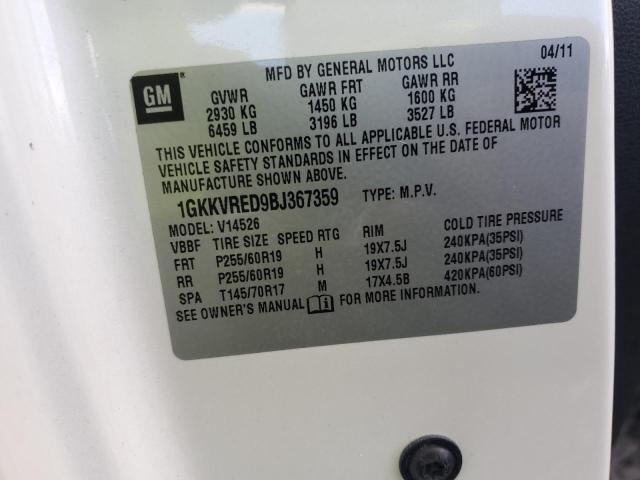 MFD BY GENERAL MOTORS LLC 04/11
GM
GVWR GAWR FRT GAWR RR
2930 KG 1450 KG 1600 KG
6459 LB 3196 LB 3527 LB
THIS VEHICLE CONFORMS TO ALL APPLICABLE U.S. FEDERAL MOTOR
VEHICLE SAFETY STANDARDS IN EFFECT ON THE DATE OF
MANUFACTURE SHOWN ABOVE.
1GKKVRED9BJ367359 TYPE: M.P.V.
MODEL: V14526
VBBF TIRE SIZE SPEED RTG RIM COLD TIRE PRESSURE
FRT P255/60R19 H 19X7.5J 240KPA(35PSI)
RR P255/60R19 H 19X7.5J 240KPA(35PSI)
SPA T145/70R17 M 17X4.5B 420KPA(60PSI)
SEE OWNER'S MANUAL FOR MORE INFORMATION.